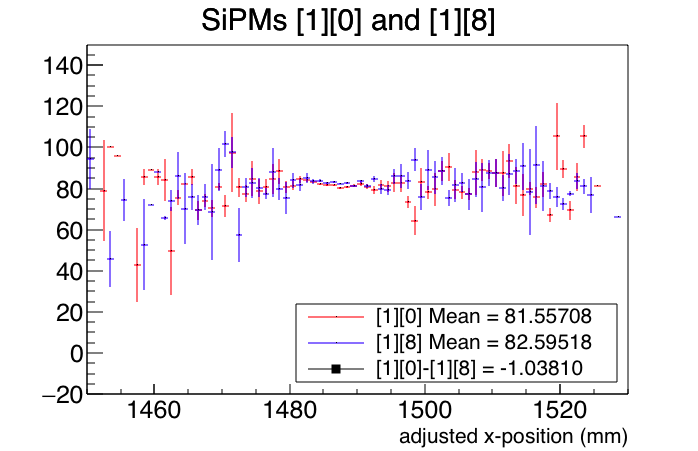 SiPMs [1][0] and [1][8]
140
120
100
80
60
40
20
0
−20
1460 1480 1500 1520
adjusted x-position (mm)
[1][0] Mean = 81.55708
[1][8] Mean = 82.59518
[1][0]-[1][8] = -1.03810